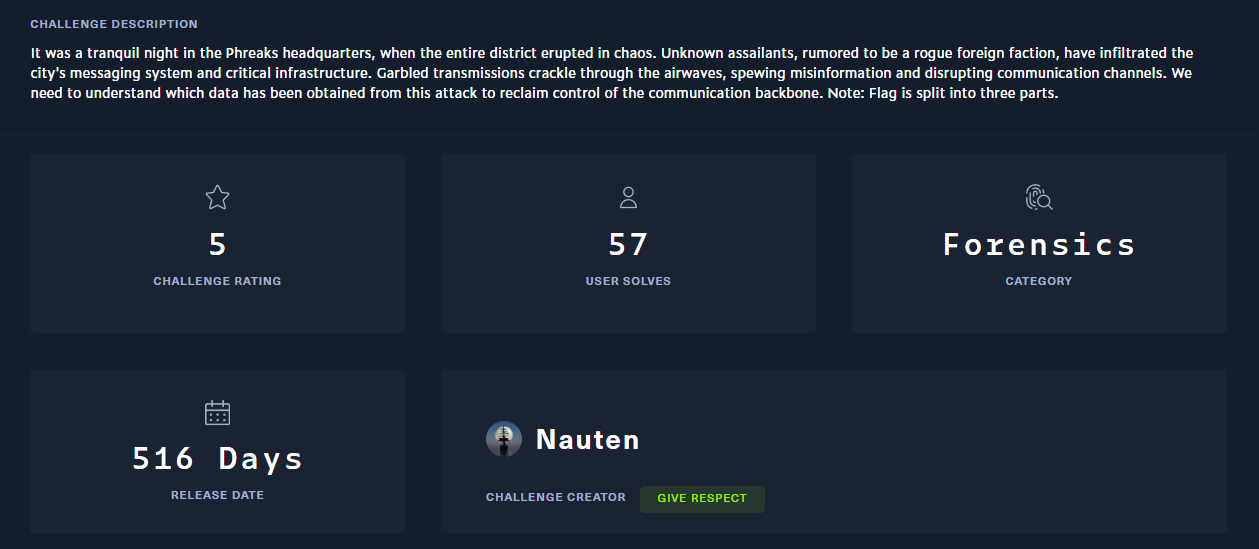 CHALLENGE DESCRIPTION
It was a tranquil night in the Phreaks headquarters, when the entire district erupted in chaos. Unknown assailants, rumored to be a rogue foreign faction, have infiltrated the
city's messaging system and critical infrastructure. Garbled transmissions crackle through the airwaves, spewing misinformation and disrupting communication channels. We
need to understand which data has been obtained from this attack to reclaim control of the communication backbone. Note: Flag is split into three parts.
5
CHALLENGE RATING
57
USER SOLVES
Forensics
CATEGORY
516 Days
RELEASE DATE
Nauten
CHALLENGE CREATOR
GIVE RESPECT